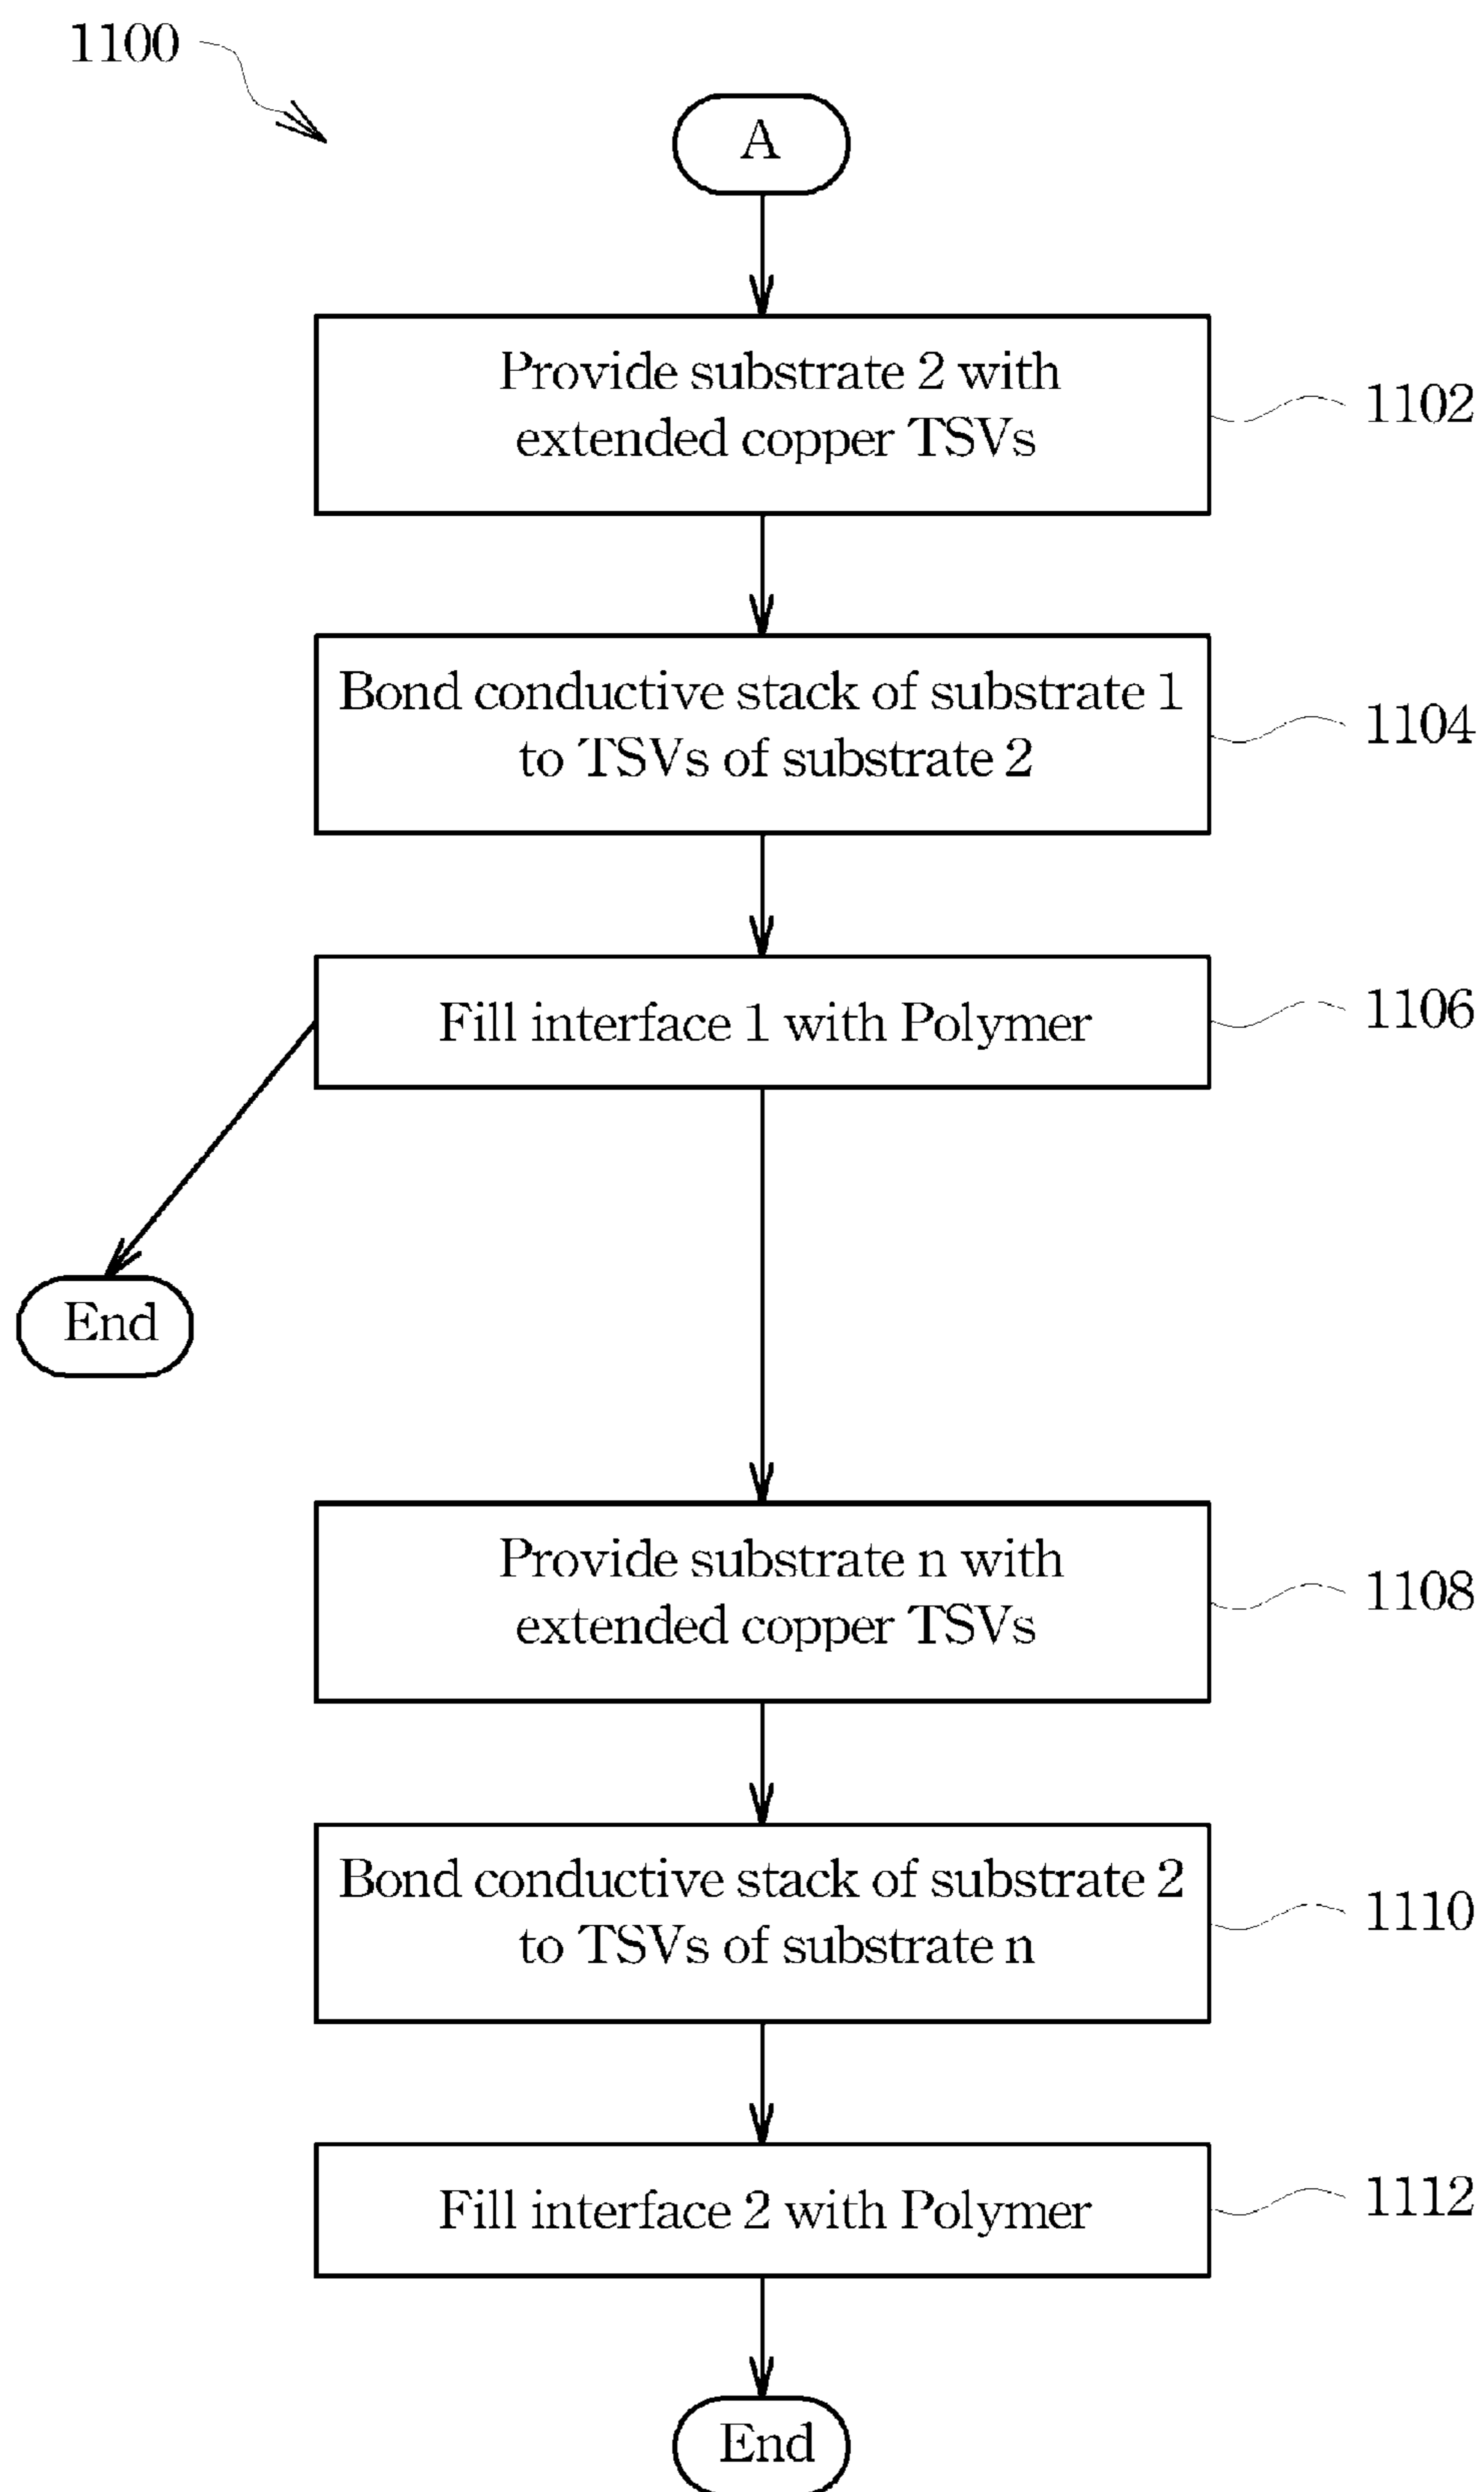 1100
A
Provide substrate 2 with
extended copper TSVs
1102
Bond conductive stack of substrate 1
to TSVs of substrate 2
1104
Fill interface 1 with Polymer
1106
End
Provide substrate n with
extended copper TSVs
1108
Bond conductive stack of substrate 2
to TSVs of substrate n
1110
Fill interface 2 with Polymer
1112
End